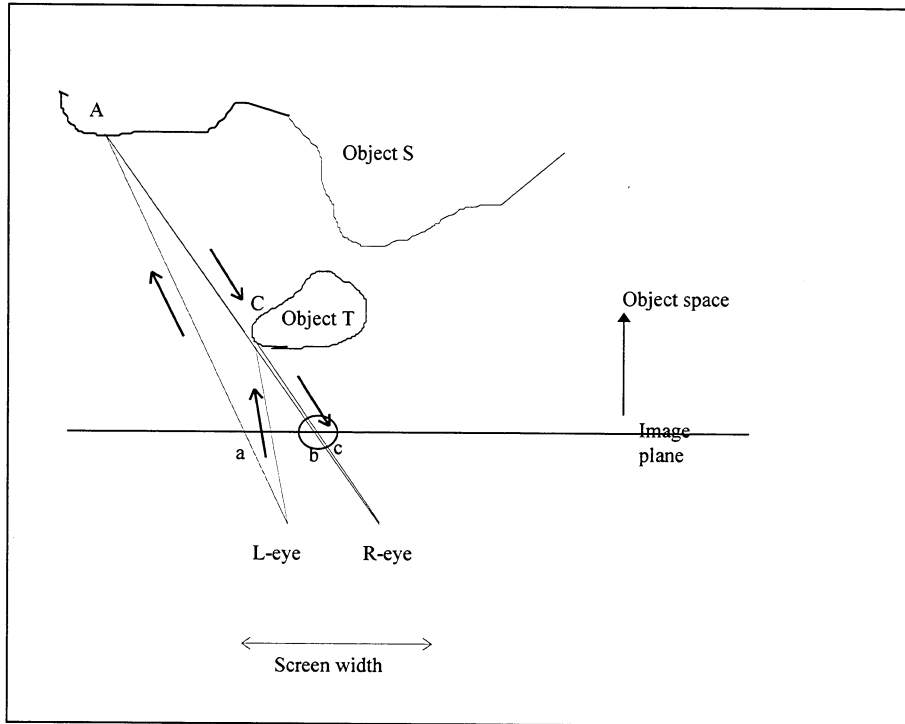 A
Object S
C
Object T
Object space
Image
plane
a
b
c
L-eye
R-eye
Screen width